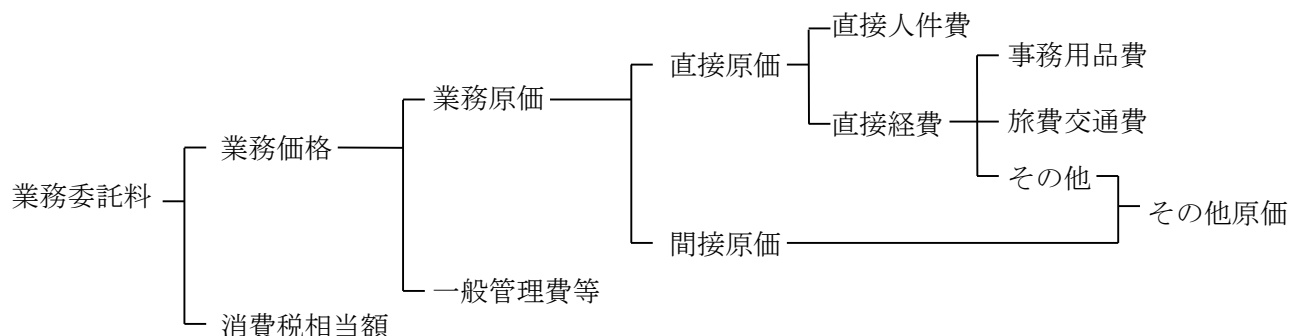 直接人件費
事務用品費
直接原価
業務原価
直接経費
旅費交通費
業務価格
その他
業務委託料
その他原価
間接原価
一般管理費等
消費税相当額